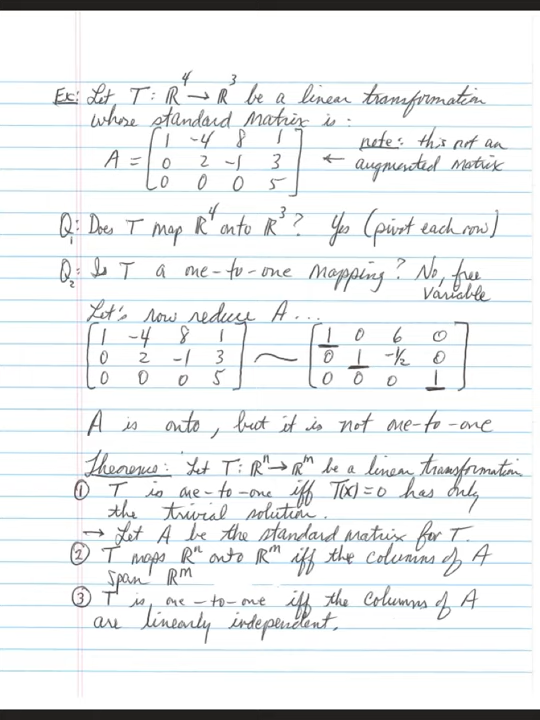 Ex: Let T: R⁴ → R³ be a linear transformation
whose standard matrix is:
A = [1 -4 8 1
0 2 -1 3
0 0 0 5]
← note: this not an
augmented matrix
Q₁: Does T map R⁴ onto R³? Yes (pivot each row)
Q₂: Is T a one-to-one mapping? No, free
variable
Let's row reduce A...
[1 -4 8 1
0 2 -1 3
0 0 0 5] ~ [1 0 6 0
0 1 -1/2 0
0 0 0 1]
A is onto, but it is not one-to-one
Theorems: Let T: Rⁿ → Rᵐ be a linear transformation
① T is one-to-one iff T(x)=0 has only
the trivial solution.
→ Let A be the standard matrix for T.
② T maps Rⁿ onto Rᵐ iff the columns of A
span Rᵐ
③ T is one-to-one iff the columns of A
are linearly independent.